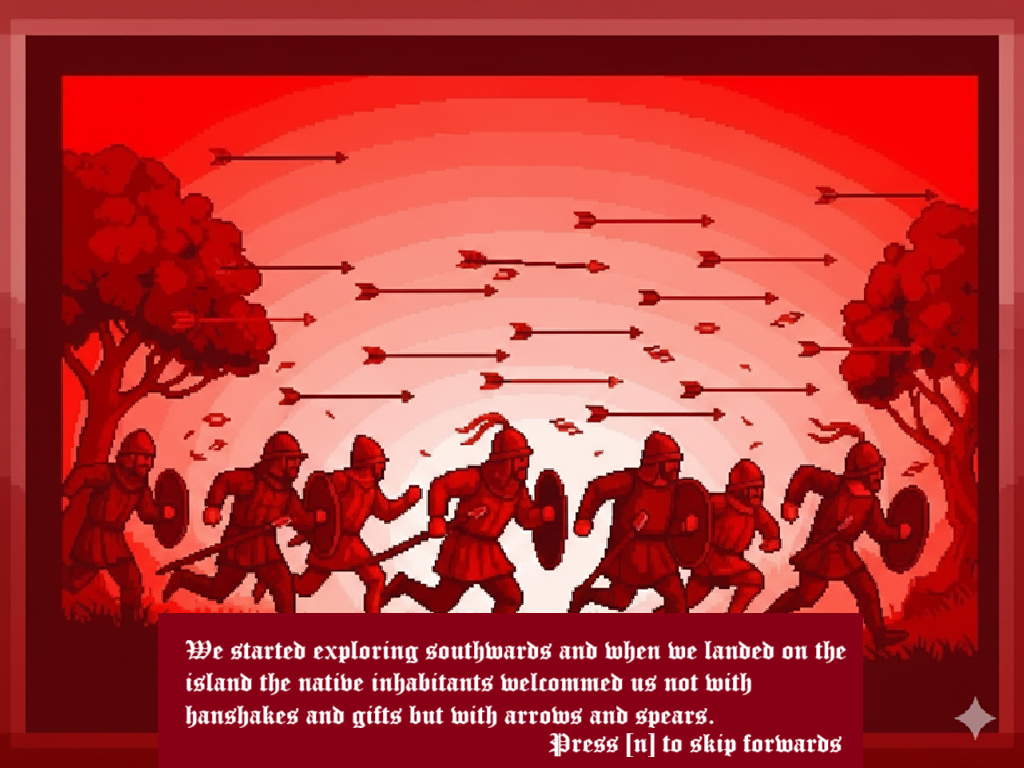 We started exploring southwards and when we landed on the
island the native inhabitants welcommed us not with
hanshakes and gifts but with arrows and spears.
Press [n] to skip forwards